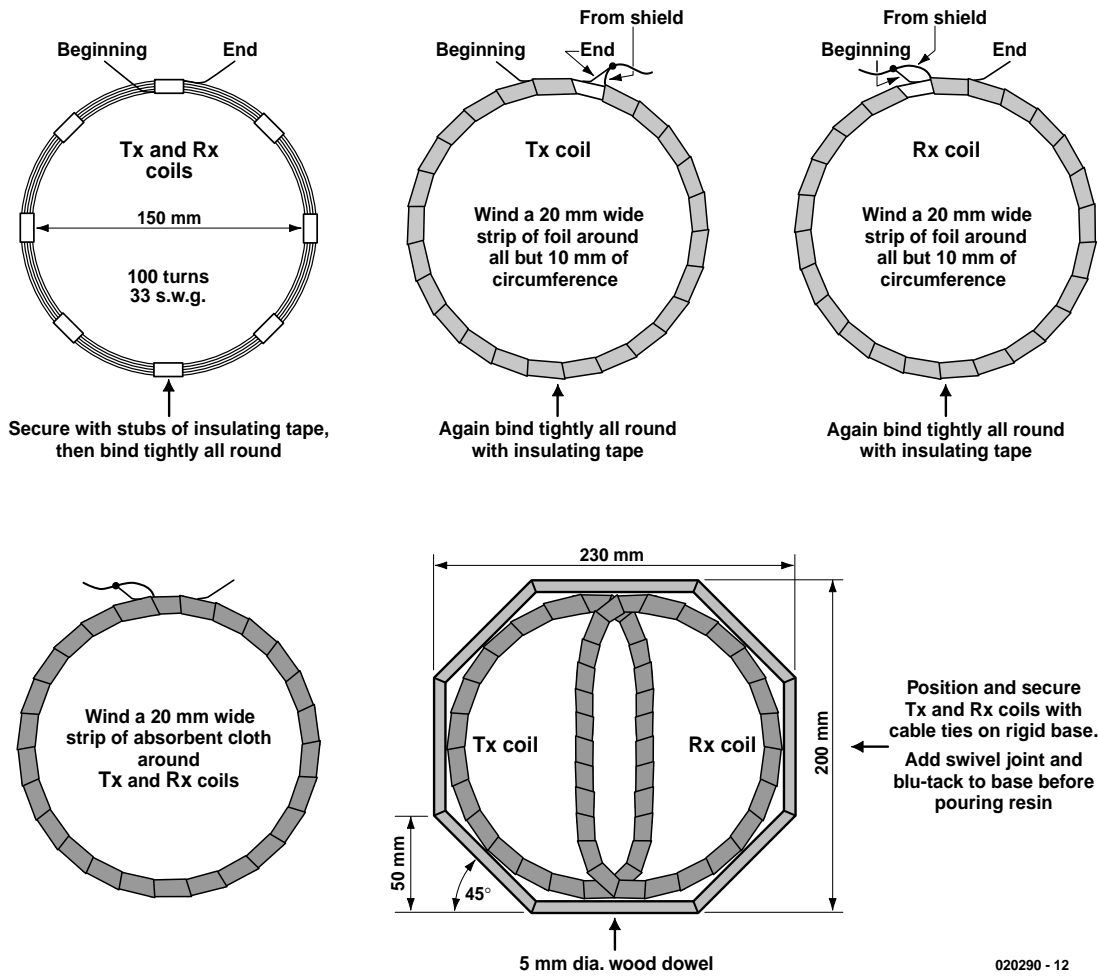 Beginning
End
Tx and Rx
coils
150 mm
100 turns
33 s.w.g.
Secure with stubs of insulating tape,
then bind tightly all round
From shield
Beginning
End
Tx coil
Wind a 20 mm wide
strip of foil around
all but 10 mm of
circumference
Again bind tightly all round
with insulating tape
From shield
Beginning
End
Rx coil
Wind a 20 mm wide
strip of foil around
all but 10 mm of
circumference
Again bind tightly all round
with insulating tape
Wind a 20 mm wide
strip of absorbent cloth
around
Tx and Rx coils
230 mm
Tx coil
Rx coil
200 mm
50 mm
45°
5 mm dia. wood dowel
Position and secure
Tx and Rx coils with
cable ties on rigid base.
Add swivel joint and
blu-tack to base before
pouring resin
020290 - 12